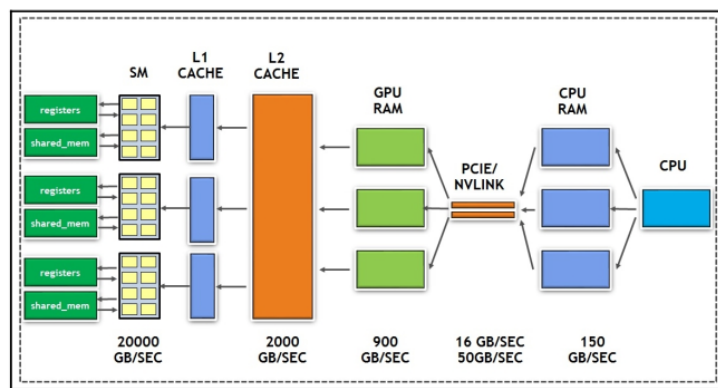 SM
L1
CACHE
L2
CACHE
GPU
RAM
PCIE/
NVLINK
CPU
RAM
CPU
registers
shared_mem
registers
shared_mem
registers
shared_mem
20000
GB/SEC
2000
GB/SEC
900
GB/SEC
16 GB/SEC
50GB/SEC
150
GB/SEC